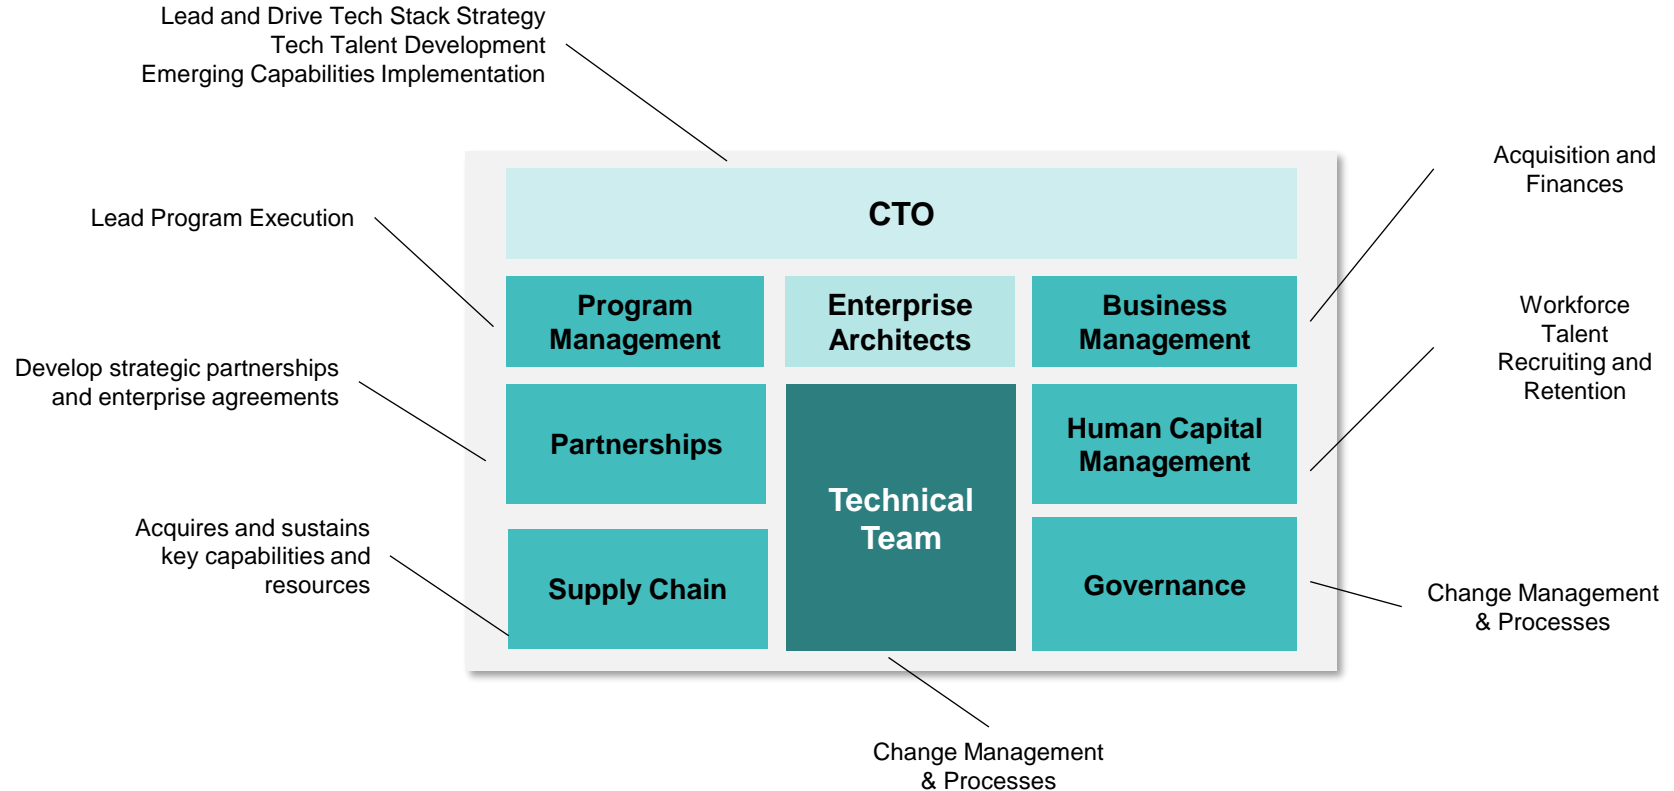 Lead and Drive Tech Stack Strategy
Tech Talent Development
Emerging Capabilities Implementation
Acquisition and
Finances
CTO
Lead Program Execution
Program
Management
Enterprise
Architects
Business
Management
Workforce
Talent
Recruiting and
Retention
Develop strategic partnerships
and enterprise agreements
Partnerships
Human Capital
Management
Technical
Team
Acquires and sustains
key capabilities and
resources
Supply Chain
Governance
Change Management
& Processes
Change Management
& Processes